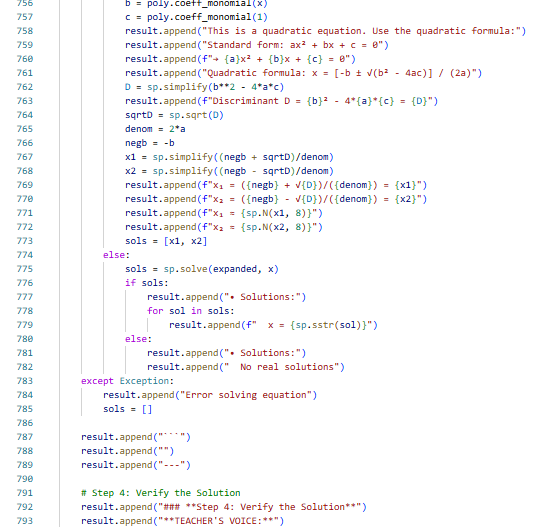 756 b = poly.coeff_monomial(x)
757 c = poly.coeff_monomial(1)
758 result.append("This is a quadratic equation. Use the quadratic formula:")
759 result.append("Standard form: ax² + bx + c = 0")
760 result.append(f"→ {a}x² + {b}x + {c} = 0")
761 result.append("Quadratic formula: x = [-b ± √(b² - 4ac)] / (2a)")
762 D = sp.simplify(b**2 - 4*a*c)
763 result.append(f"Discriminant D = {b}² - 4*{a}*{c} = {D}")
764 sqrtD = sp.sqrt(D)
765 denom = 2*a
766 negb = -b
767 x1 = sp.simplify((negb + sqrtD)/denom)
768 x2 = sp.simplify((negb - sqrtD)/denom)
769 result.append(f"x₁ = ({negb} + √{D})/({denom}) = {x1}")
770 result.append(f"x₂ = ({negb} - √{D})/({denom}) = {x2}")
771 result.append(f"x₁ ≈ {sp.N(x1, 8)}")
772 result.append(f"x₂ ≈ {sp.N(x2, 8)}")
773 sols = [x1, x2]
774 else:
775 sols = sp.solve(expanded, x)
776 if sols:
777 result.append("• Solutions:")
778 for sol in sols:
779 result.append(f"  x = {sp.sstr(sol)}")
780 else:
781 result.append("• Solutions:")
782 result.append("  No real solutions")
783 except Exception:
784 result.append("Error solving equation")
785 sols = []
786
787 result.append("```")
788 result.append("")
789 result.append("---")
790
791 # Step 4: Verify the Solution
792 result.append("### **Step 4: Verify the Solution**")
793 result.append("**TEACHER'S VOICE:**")